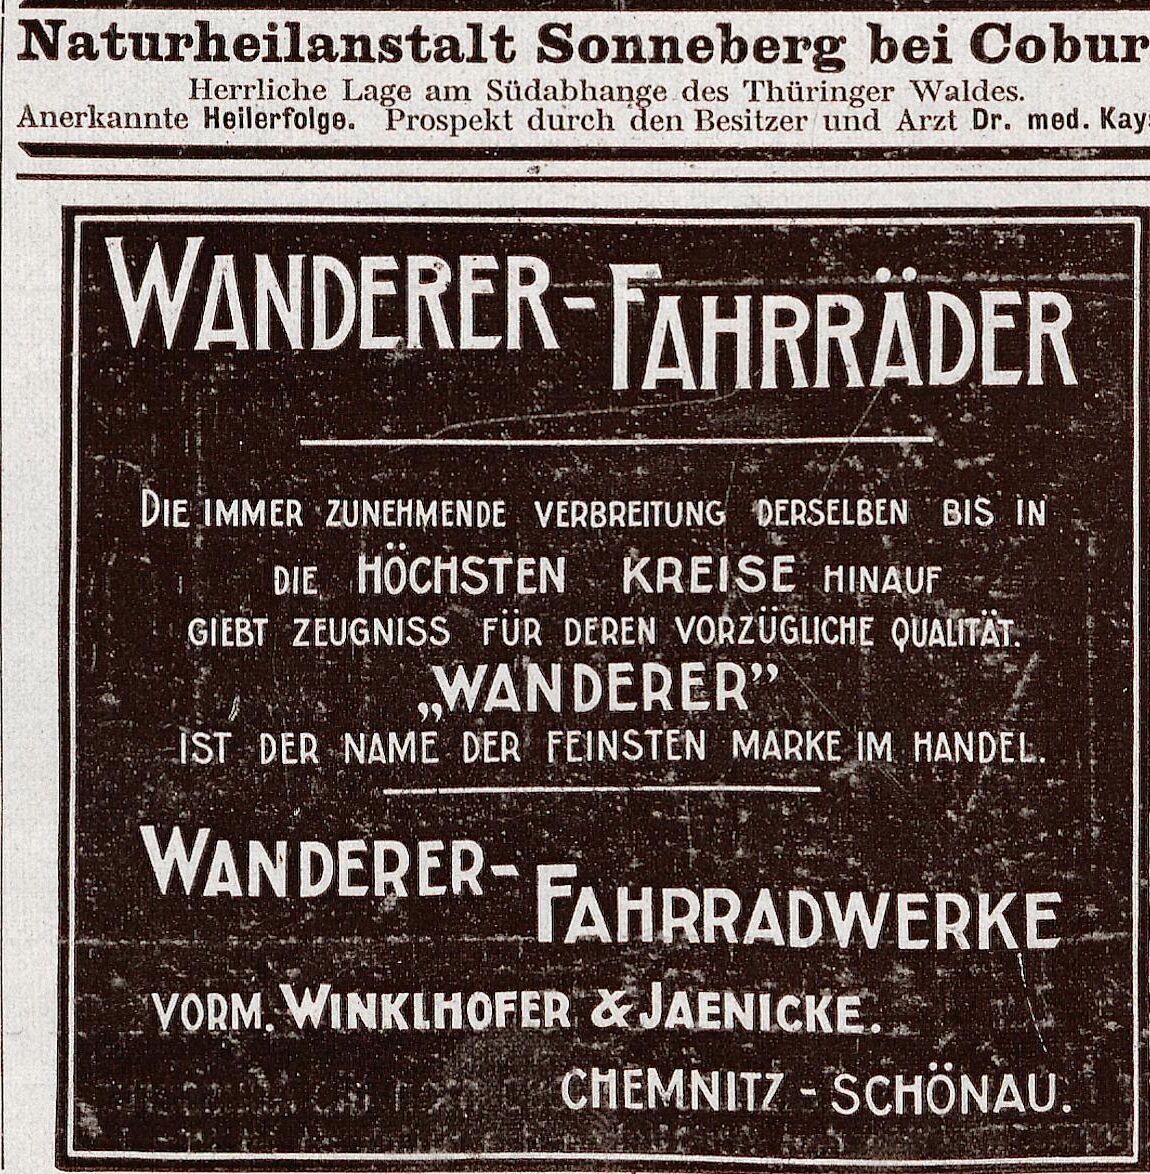 Naturheilanstalt Sonneberg bei Cobur
Herrliche Lage am Südabhange des Thüringer Waldes.
Anerkannte Heilerfolge. Prospekt durch den Besitzer und Arzt Dr. med. Kays
WANDERER-FAHRRÄDER
DIE IMMER ZUNEHMENDE VERBREITUNG DERSELBEN BIS IN
DIE HÖCHSTEN KREISE HINAUF
GIEBT ZEUGNISS FÜR DEREN VORZÜGLICHE QUALITÄT.
„WANDERER”
IST DER NAME DER FEINSTEN MARKE IM HANDEL.
WANDERER-FAHRRADWERKE
VORM. WINKLHOFER & JAENICKE.
CHEMNITZ - SCHÖNAU.